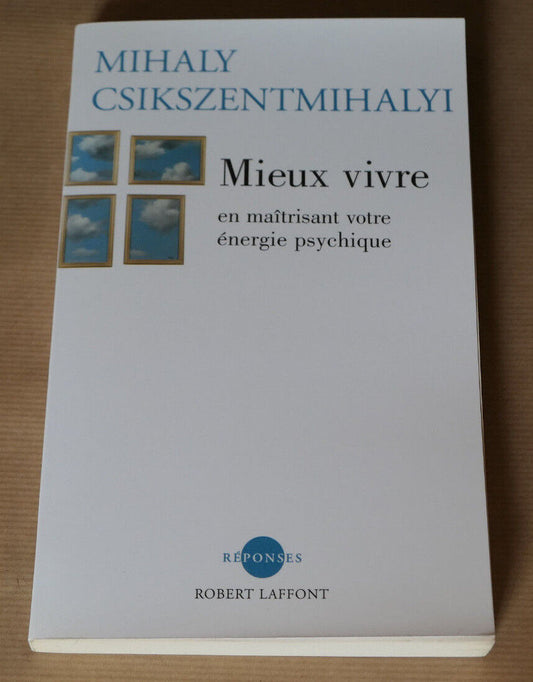 MIHALY
CSIKSZENTMIHALYI
Mieux vivre
en maîtrisant votre
énergie psychique
RÉPONSES
ROBERT LAFFONT